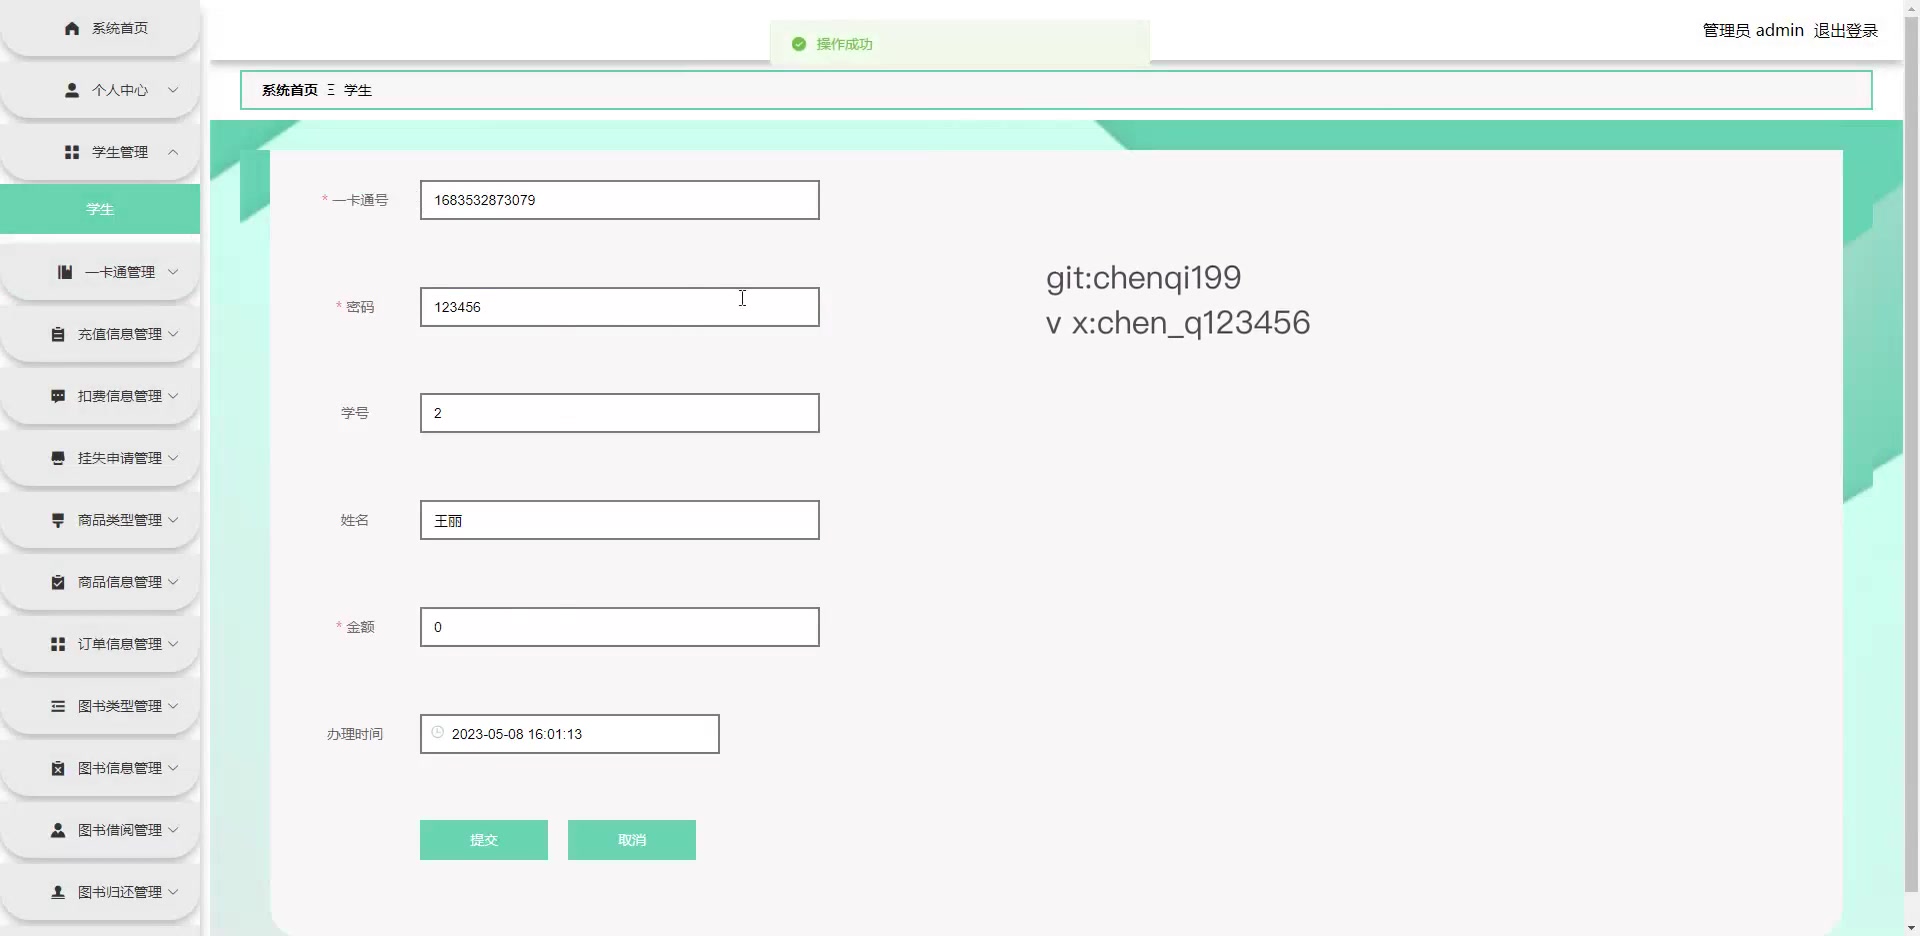 系统首页
个人中心
学生管理
学生
一卡通管理
充值信息管理
扣费信息管理
挂失申请管理
商品类型管理
商品信息管理
订单信息管理
图书类型管理
图书信息管理
图书借阅管理
图书归还管理
操作成功
管理员 admin 退出登录
系统首页 Ξ 学生
* 一卡通号 1683532873079
* 密码 123456
学号 2
姓名 王丽
* 金额 0
办理时间 2023-05-08 16:01:13
提交 取消
git:chenqi199
v x:chen_q123456